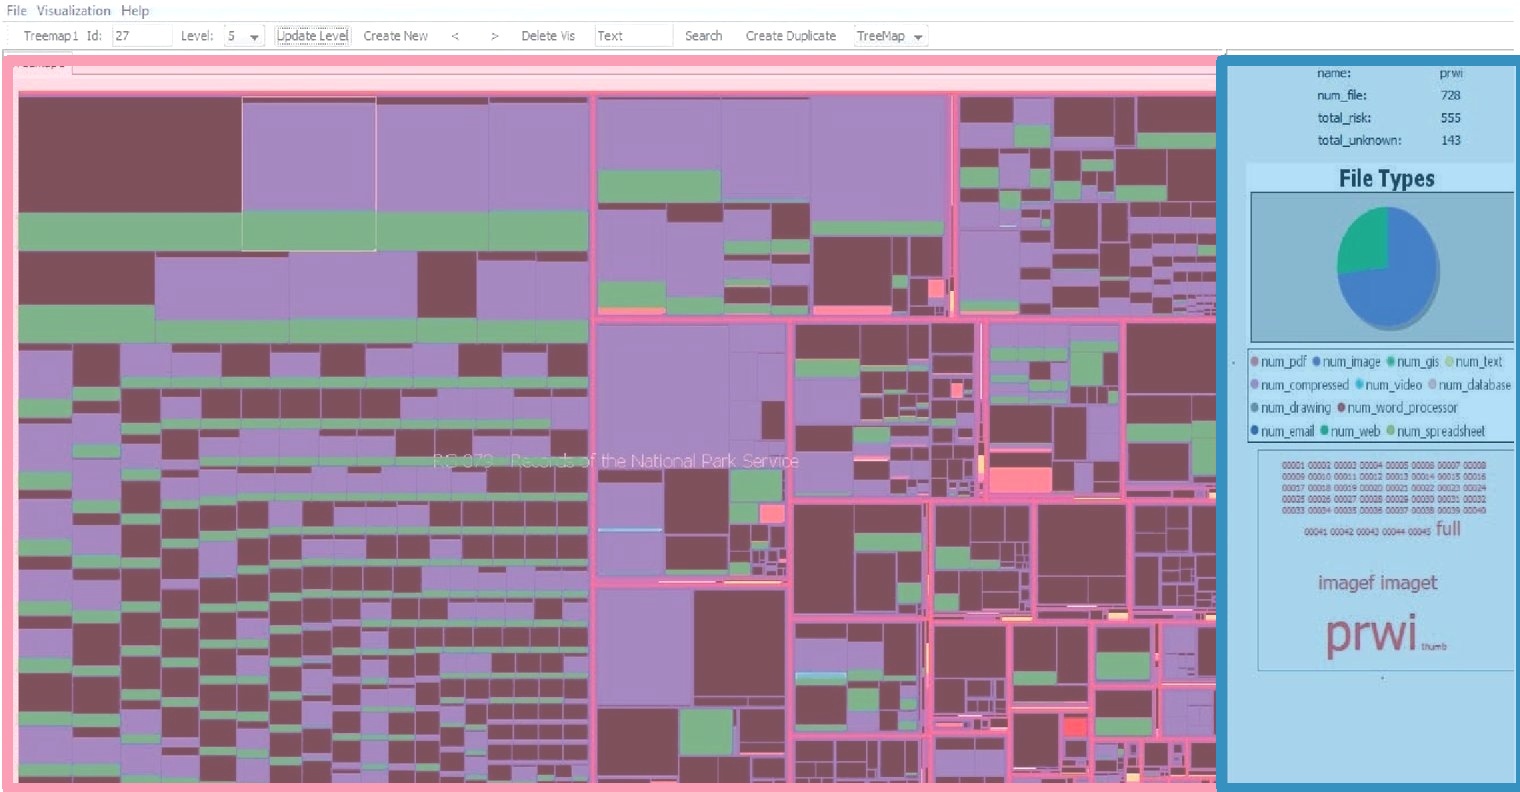 File Visualization Help
Treemap1 Id: 27 Level: 5 Update Level Create New < > Delete Vis Text Search Create Duplicate TreeMap
name: prwi
num_file: 728
total_risk: 555
total_unknown: 143
File Types
num_pdf num_image num_gis num_text
num_compressed num_video num_database
num_drawing num_word_processor
num_email num_web num_spreadsheet
RG 079 - Records of the National Park Service
00001 00002 00003 00004 00005 00006 00007 00008
00009 00010 00011 00012 00013 00014 00015 00016
00017 00018 00019 00020 00021 00022 00023 00024
00025 00026 00027 00028 00029 00030 00031 00032
00033 00034 00035 00036 00037 00038 00039 00040
00041 00042 00043 00044 00045 full
imagef imaget
prwi thumb